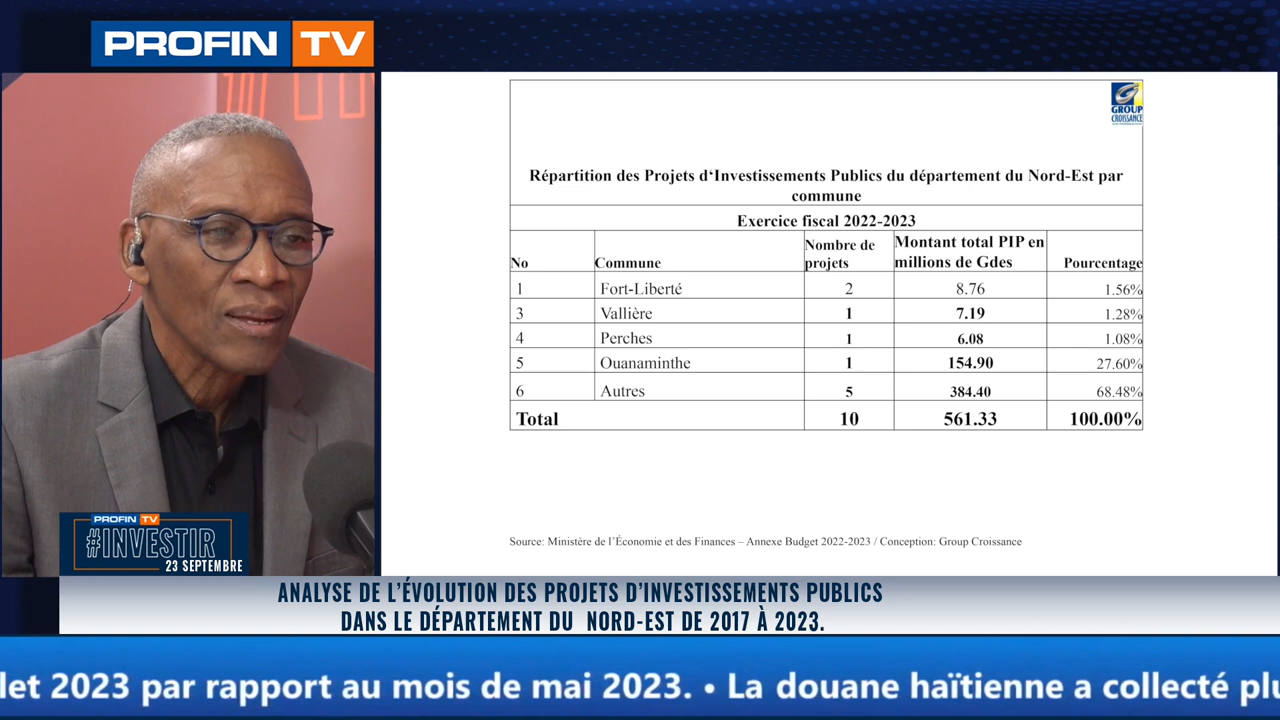 PROFIN TV
GROUP
CROISSANCE
Répartition des Projets d‘Investissements Publics du département du Nord-Est par
commune
Exercice fiscal 2022-2023
No Commune Nombre de projets Montant total PIP en millions de Gdes Pourcentage
1 Fort-Liberté 2 8.76 1.56%
3 Vallière 1 7.19 1.28%
4 Perches 1 6.08 1.08%
5 Ouanaminthe 1 154.90 27.60%
6 Autres 5 384.40 68.48%
Total 10 561.33 100.00%
Source: Ministère de l’Économie et des Finances – Annexe Budget 2022-2023 / Conception: Group Croissance
PROFIN TV
#INVESTIR
23 SEPTEMBRE
ANALYSE DE L’ÉVOLUTION DES PROJETS D’INVESTISSEMENTS PUBLICS
DANS LE DÉPARTEMENT DU NORD-EST DE 2017 À 2023.
let 2023 par rapport au mois de mai 2023. • La douane haïtienne a collecté plu